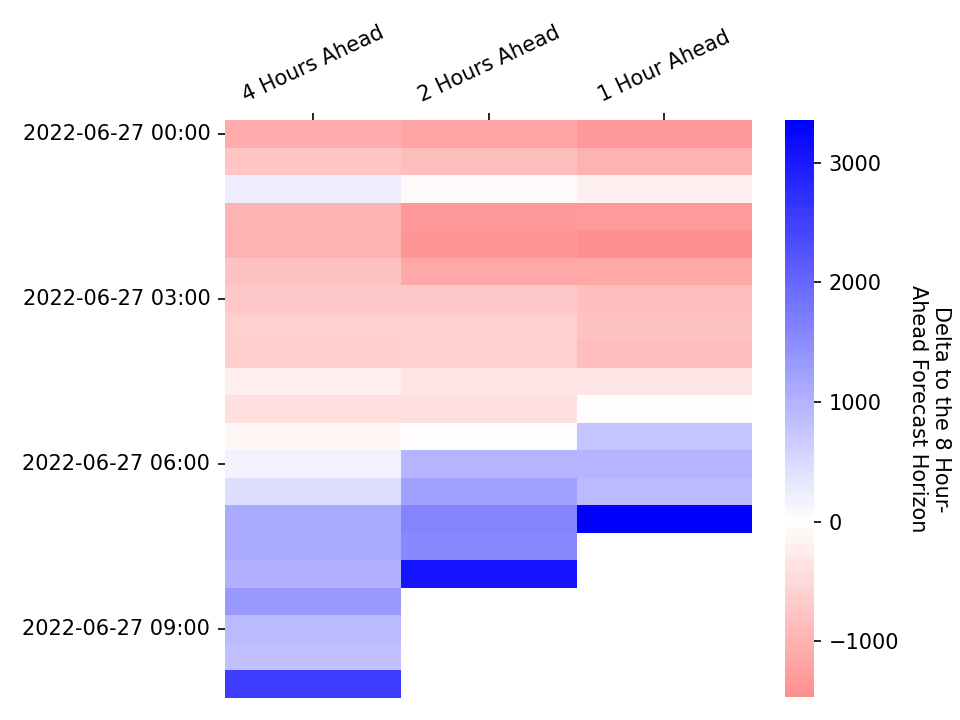 4 Hours Ahead
2 Hours Ahead
1 Hour Ahead
2022-06-27 00:00
2022-06-27 03:00
2022-06-27 06:00
2022-06-27 09:00
3000
2000
1000
0
−1000
Delta to the 8 Hour-
Ahead Forecast Horizon